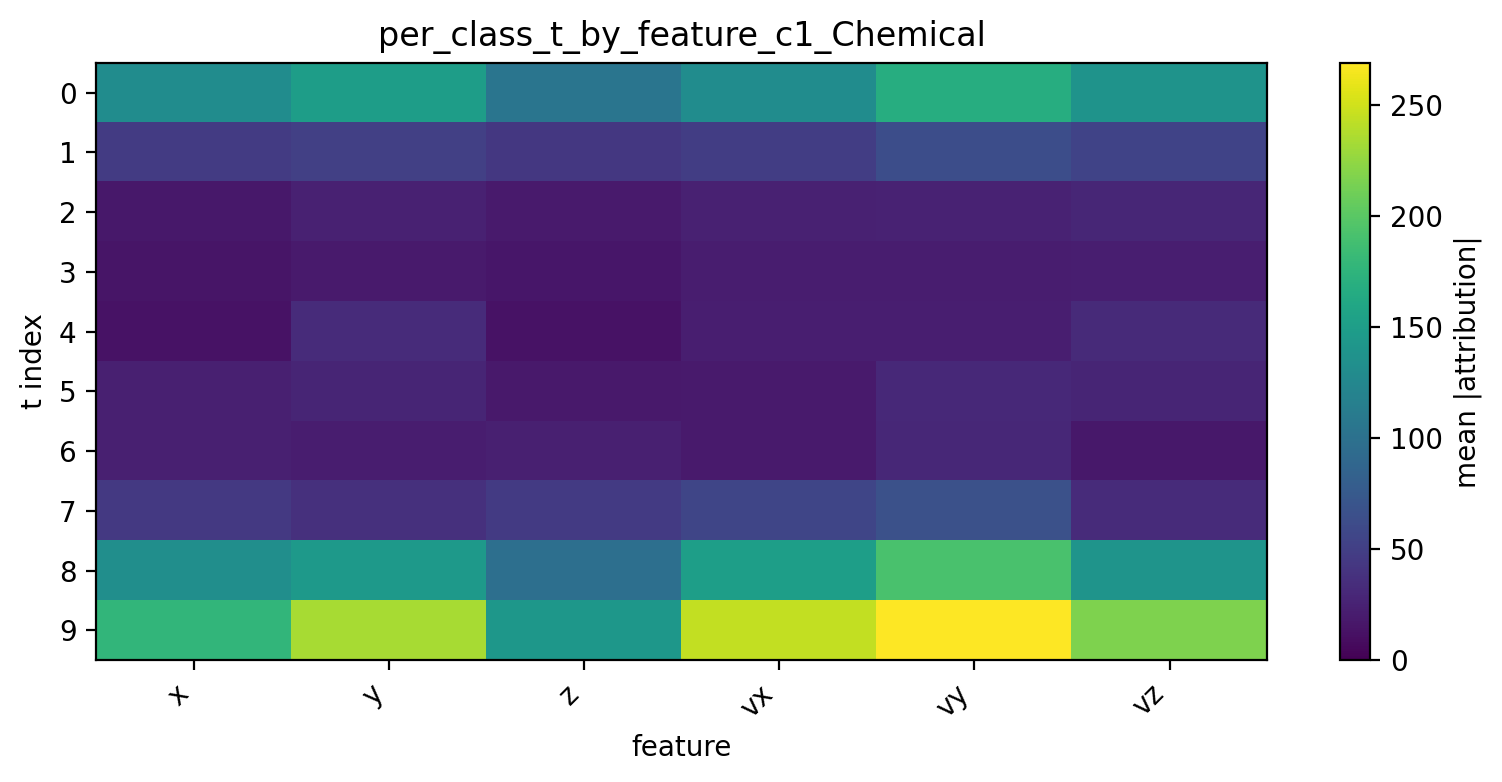 per_class_t_by_feature_c1_Chemical
0
1
2
3
4
5
6
7
8
9
t index
x
y
z
vx
vy
vz
feature
250
200
150
100
50
0
mean |attribution|